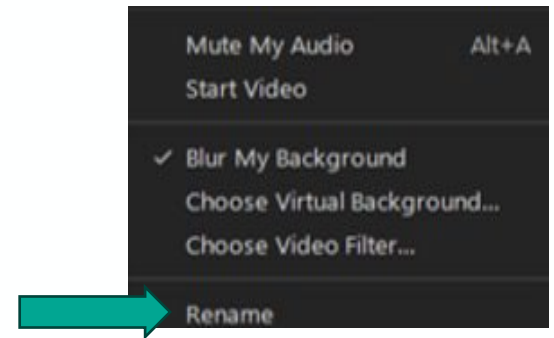 Mute My Audio Alt+A
Start Video
✓ Blur My Background
Choose Virtual Background...
Choose Video Filter...
Rename